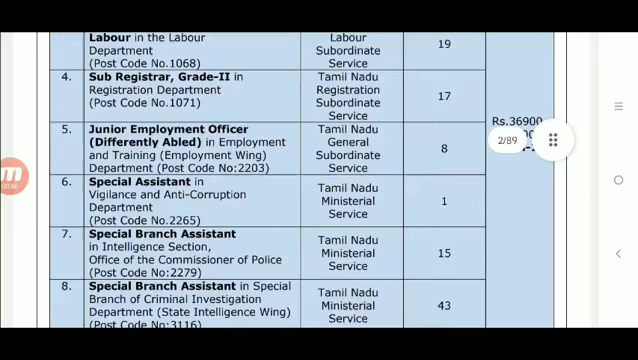 Labour in the Labour
Department
(Post Code No.1068)
Labour
Subordinate
Service
19
4.
Sub Registrar, Grade-II in
Registration Department
(Post Code No.1071)
Tamil Nadu
Registration
Subordinate
Service
17
Rs.36900
2/89
5.
Junior Employment Officer
(Differently Abled) in Employment
and Training (Employment Wing)
Department (Post Code No:2203)
Tamil Nadu
General
Subordinate
Service
8
6.
Special Assistant in
Vigilance and Anti-Corruption
Department
(Post Code No.2265)
Tamil Nadu
Ministerial
Service
1
7.
Special Branch Assistant
in Intelligence Section,
Office of the Commissioner of Police
(Post Code No:2279)
Tamil Nadu
Ministerial
Service
15
8.
Special Branch Assistant in Special
Branch of Criminal Investigation
Department (State Intelligence Wing)
(Post Code No:3116)
Tamil Nadu
Ministerial
Service
43